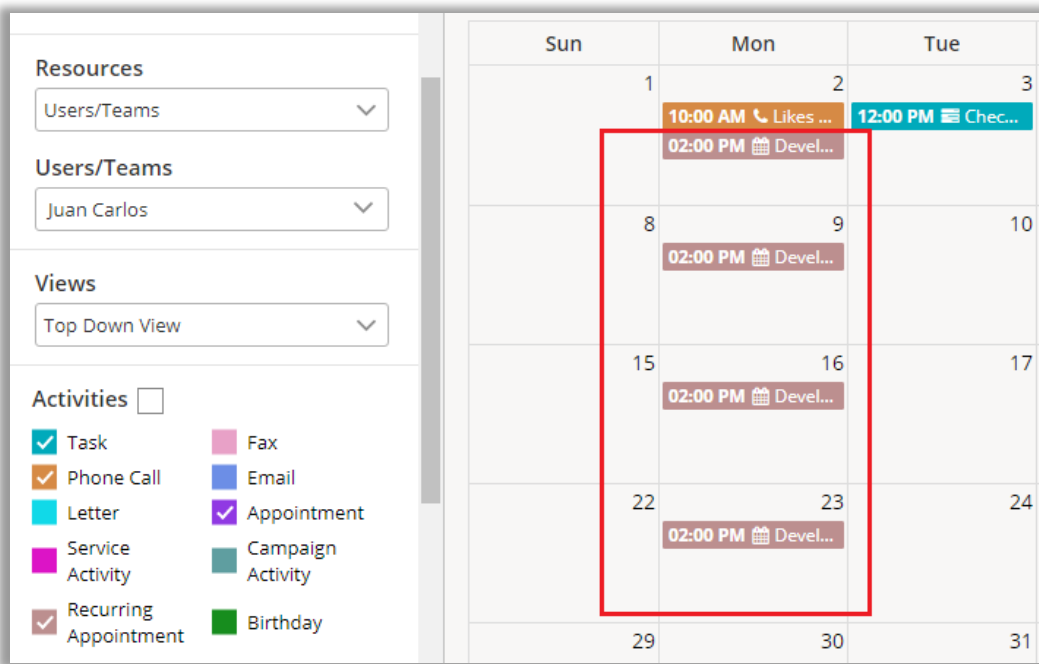 Resources
Users/Teams
Users/Teams
Juan Carlos
Views
Top Down View
Activities
Task
Fax
Phone Call
Email
Letter
Appointment
Service
Activity
Campaign
Activity
Recurring
Appointment
Birthday
Sun Mon Tue
1 2 3
10:00 AM Likes ... 12:00 PM Chec...
02:00 PM Devel...
8 9 10
02:00 PM Devel...
15 16 17
02:00 PM Devel...
22 23 24
02:00 PM Devel...
29 30 31